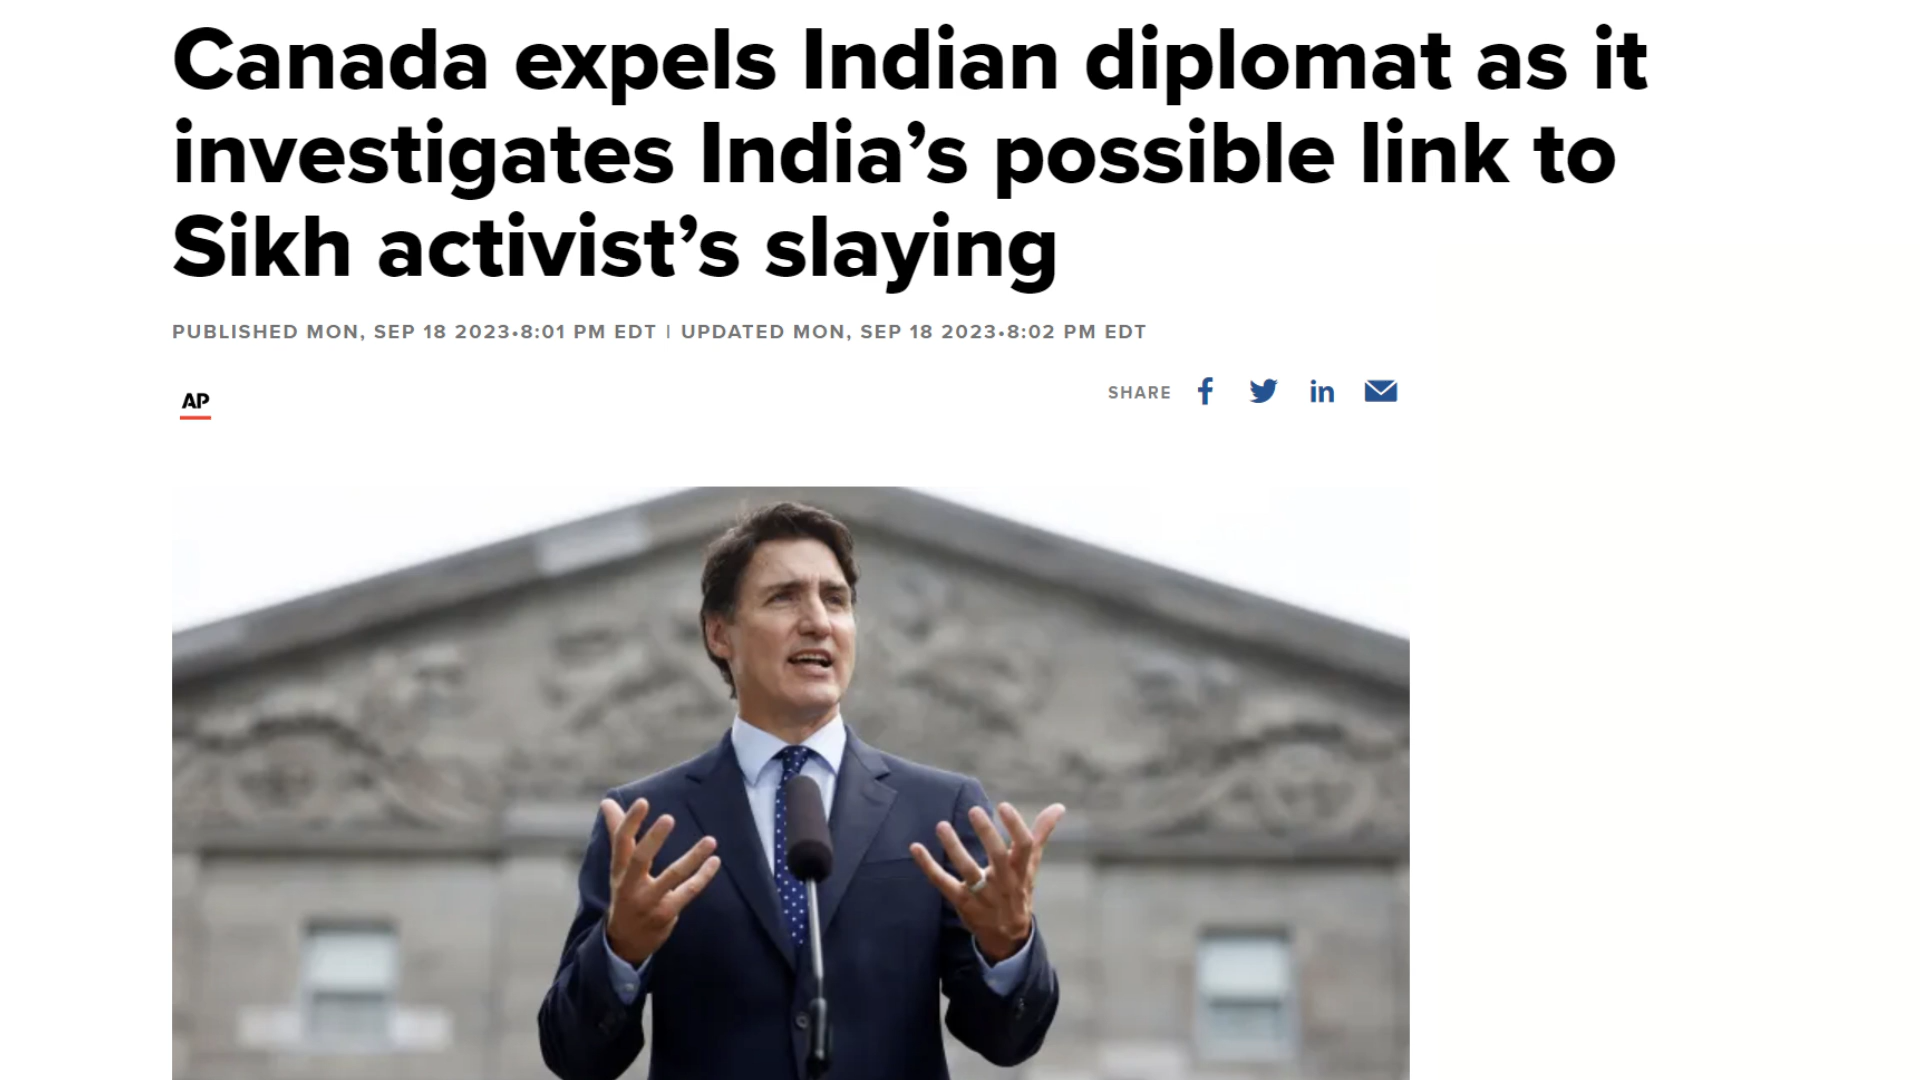 Canada expels Indian diplomat as it
investigates India’s possible link to
Sikh activist’s slaying
PUBLISHED MON, SEP 18 2023•8:01 PM EDT | UPDATED MON, SEP 18 2023•8:02 PM EDT
AP
SHARE f in